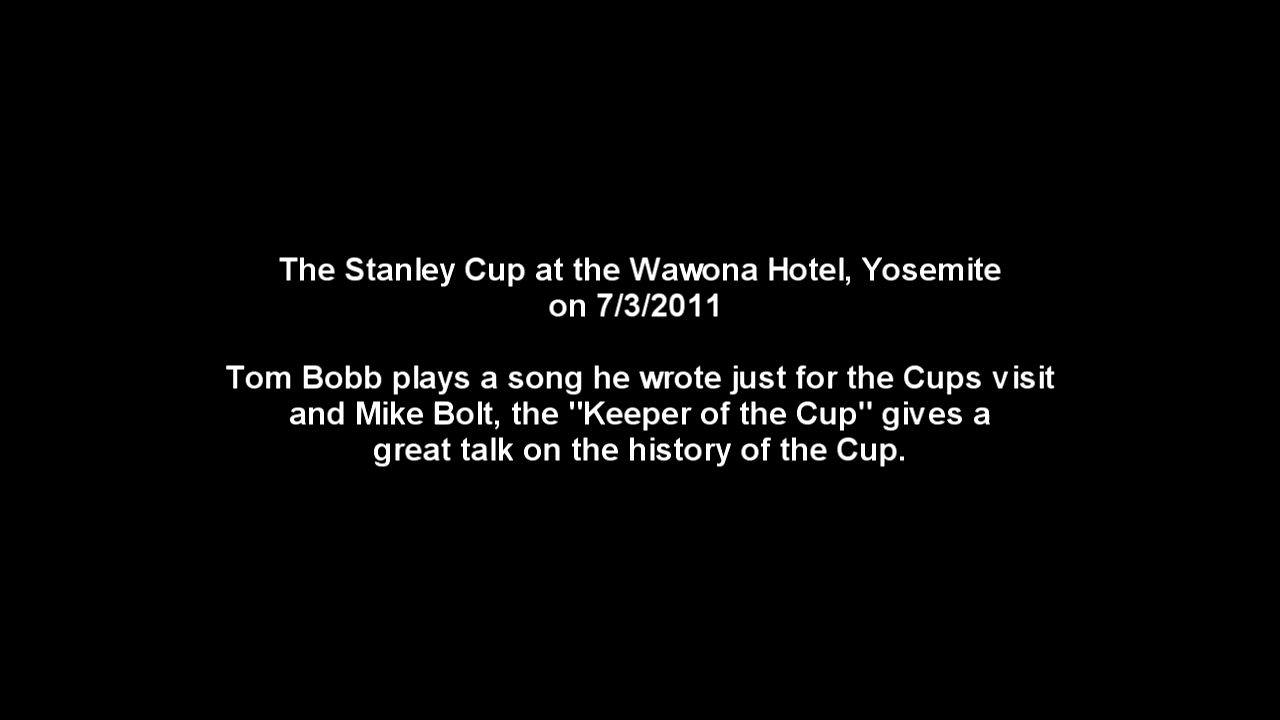 The Stanley Cup at the Wawona Hotel, Yosemite
on 7/3/2011
Tom Bobb plays a song he wrote just for the Cups visit
and Mike Bolt, the "Keeper of the Cup" gives a
great talk on the history of the Cup.